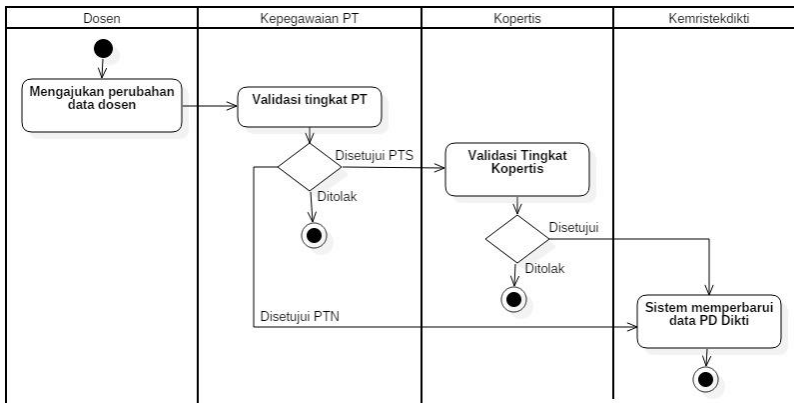 Dosen
Kepegawaian PT
Kopertis
Kemristekdikti
Mengajukan perubahan
data dosen
Validasi tingkat PT
Disetujui PTS
Validasi Tingkat
Kopertis
Ditolak
Disetujui
Ditolak
Disetujui PTN
Sistem memperbarui
data PD Dikti